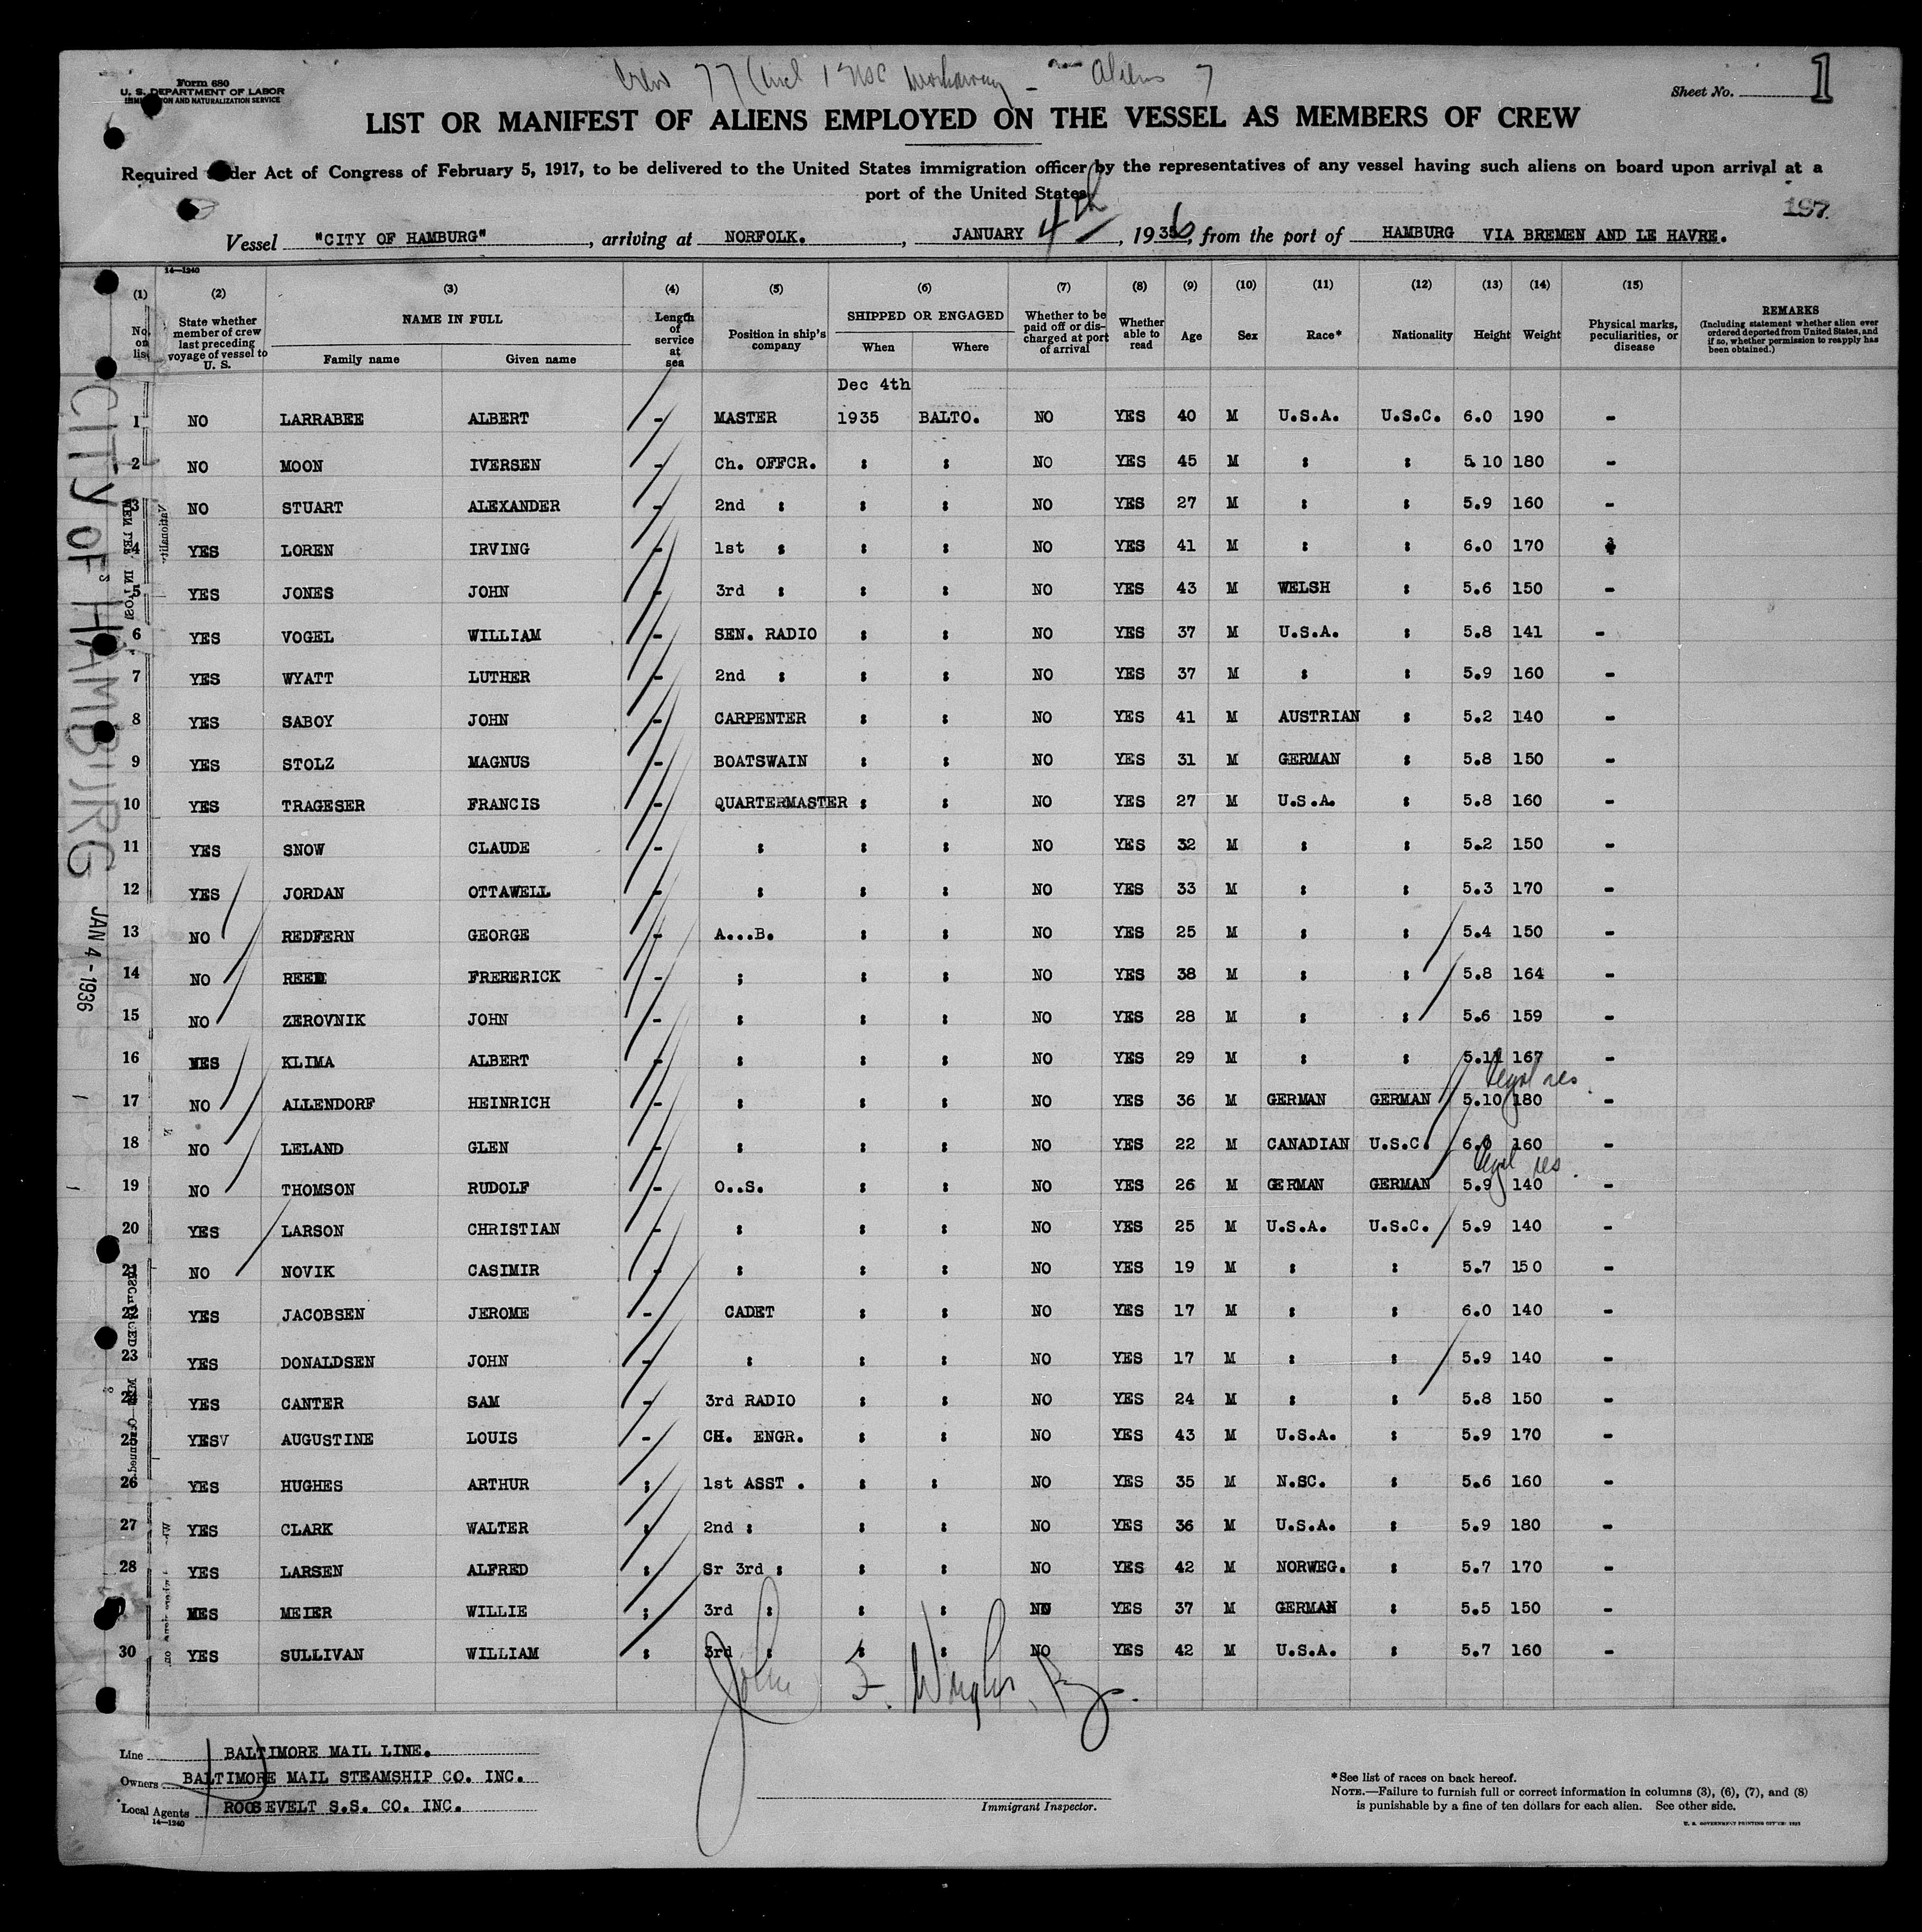 Form 680
U. S. DEPARTMENT OF LABOR
IMMIGRATION AND NATURALIZATION SERVICE
Crew 77 (incl 1 - aliens 7
Sheet No. 1
LIST OR MANIFEST OF ALIENS EMPLOYED ON THE VESSEL AS MEMBERS OF CREW
Required under Act of Congress of February 5, 1917, to be delivered to the United States immigration officer by the representatives of any vessel having such aliens on board upon arrival at a
port of the United States
197.
Vessel "CITY OF HAMBURG", arriving at NORFOLK., JANUARY 4th, 1936, from the port of HAMBURG VIA BREMEN AND LE HAVRE.
14—1240
(1) (2) (3) (4) (5) (6) (7) (8) (9) (10) (11) (12) (13) (14) (15)
No. on list
State whether member of crew last preceding voyage of vessel to U. S.
NAME IN FULL
Family name Given name
Length of service at sea
Position in ship's company
SHIPPED OR ENGAGED
When Where
Whether to be paid off or discharged at port of arrival
Whether able to read
Age Sex Race* Nationality Height Weight
Physical marks, peculiarities, or disease
REMARKS
(Including statement whether alien ever ordered deported from United States, and if so, whether permission to reapply has been obtained.)
Dec 4th
1 NO LARRABEE ALBERT - MASTER 1935 BALTO. NO YES 40 M U.S.A. U.S.C. 6.0 190 -
2 NO MOON IVERSEN - Ch. OFFCR. : : NO YES 45 M : : 5.10 180 -
3 NO STUART ALEXANDER - 2nd : : : NO YES 27 M : : 5.9 160 -
4 YES LOREN IRVING - 1st : : : NO YES 41 M : : 6.0 170
5 YES JONES JOHN - 3rd : : : NO YES 43 M WELSH : 5.6 150 -
6 YES VOGEL WILLIAM - SEN. RADIO : : NO YES 37 M U.S.A. : 5.8 141 -
7 YES WYATT LUTHER - 2nd : : : NO YES 37 M : : 5.9 160 -
8 YES SABOY JOHN - CARPENTER : : NO YES 41 M AUSTRIAN : 5.2 140 -
9 YES STOLZ MAGNUS - BOATSWAIN : : NO YES 31 M GERMAN : 5.8 150 -
10 YES TRAGESER FRANCIS - QUARTERMASTER : : NO YES 27 M U.S.A. : 5.8 160 -
11 YES SNOW CLAUDE - : : : NO YES 32 M : : 5.2 150 -
12 YES JORDAN OTTAWELL - : : : NO YES 33 M : : 5.3 170 -
13 NO REDFERN GEORGE - A...B. : : NO YES 25 M : : 5.4 150 -
14 NO REED FRERERICK - ; : : NO YES 38 M : : 5.8 164 -
15 NO ZEROVNIK JOHN - : : : NO YES 28 M : : 5.6 159 -
16 YES KLIMA ALBERT - : : : NO YES 29 M : : 5.11 167 -
legal res
17 NO ALLENDORF HEINRICH - : : : NO YES 36 M GERMAN GERMAN 5.10 180 -
18 NO LELAND GLEN - : : : NO YES 22 M CANADIAN U.S.C. 6.0 160 -
legal res.
19 NO THOMSON RUDOLF - O..S. : : NO YES 26 M GERMAN GERMAN 5.9 140 -
20 YES LARSON CHRISTIAN - : : : NO YES 25 M U.S.A. U.S.C. 5.9 140 -
21 NO NOVIK CASIMIR - : : : NO YES 19 M : : 5.7 150 -
22 YES JACOBSEN JEROME - CADET : : NO YES 17 M : : 6.0 140 -
23 YES DONALDSEN JOHN - : : : NO YES 17 M : : 5.9 140 -
24 YES CANTER SAM - 3rd RADIO : : NO YES 24 M : : 5.8 150 -
25 YESV AUGUSTINE LOUIS - CH. ENGR. : : NO YES 43 M U.S.A. : 5.9 170 -
26 YES HUGHES ARTHUR ; 1st ASST . : : NO YES 35 M N.SC. : 5.6 160 -
27 YES CLARK WALTER : 2nd : : : NO YES 36 M U.S.A. : 5.9 180 -
28 YES LARSEN ALFRED : Sr 3rd : : : NO YES 42 M NORWEG. : 5.7 170 -
YES MEIER WILLIE ; 3rd : : : NO YES 37 M GERMAN : 5.5 150 -
30 YES SULLIVAN WILLIAM : 3rd : : : NO YES 42 M U.S.A. : 5.7 160 -
CITY OF HAMBURG
JAN 4 - 1936
John F.
Line BALTIMORE MAIL LINE.
Owners BALTIMORE MAIL STEAMSHIP CO. INC.
Local Agents ROOSEVELT S.S. CO. INC.
14—1240
Immigrant Inspector.
*See list of races on back hereof.
NOTE.—Failure to furnish full or correct information in columns (3), (6), (7), and (8)
is punishable by a fine of ten dollars for each alien. See other side.